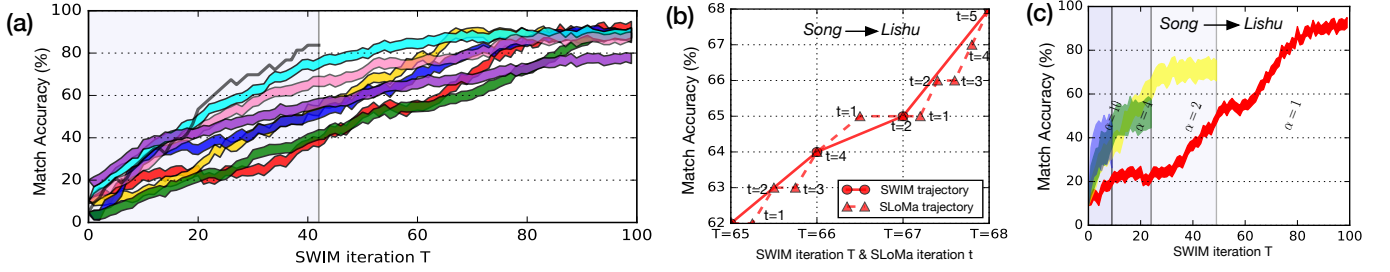 (a)
Match Accuracy (%)
100
80
60
40
20
0
0 20 40 60 80 100
SWIM iteration T
(b)
Match Accuracy (%)
68
67
66
65
64
63
62
Song Lishu
t=5
t=4
t=2 t=3
t=1 t=1
t=2
t=4
t=2 t=3
t=1
SWIM trajectory
SLoMa trajectory
T=65 T=66 T=67 T=68
SWIM iteration T & SLoMa iteration t
(c)
Match Accuracy (%)
100
80
60
40
20
0
Song Lishu
α = 10
α = 4
α = 2
α = 1
0 20 40 60 80 100
SWIM iteration T